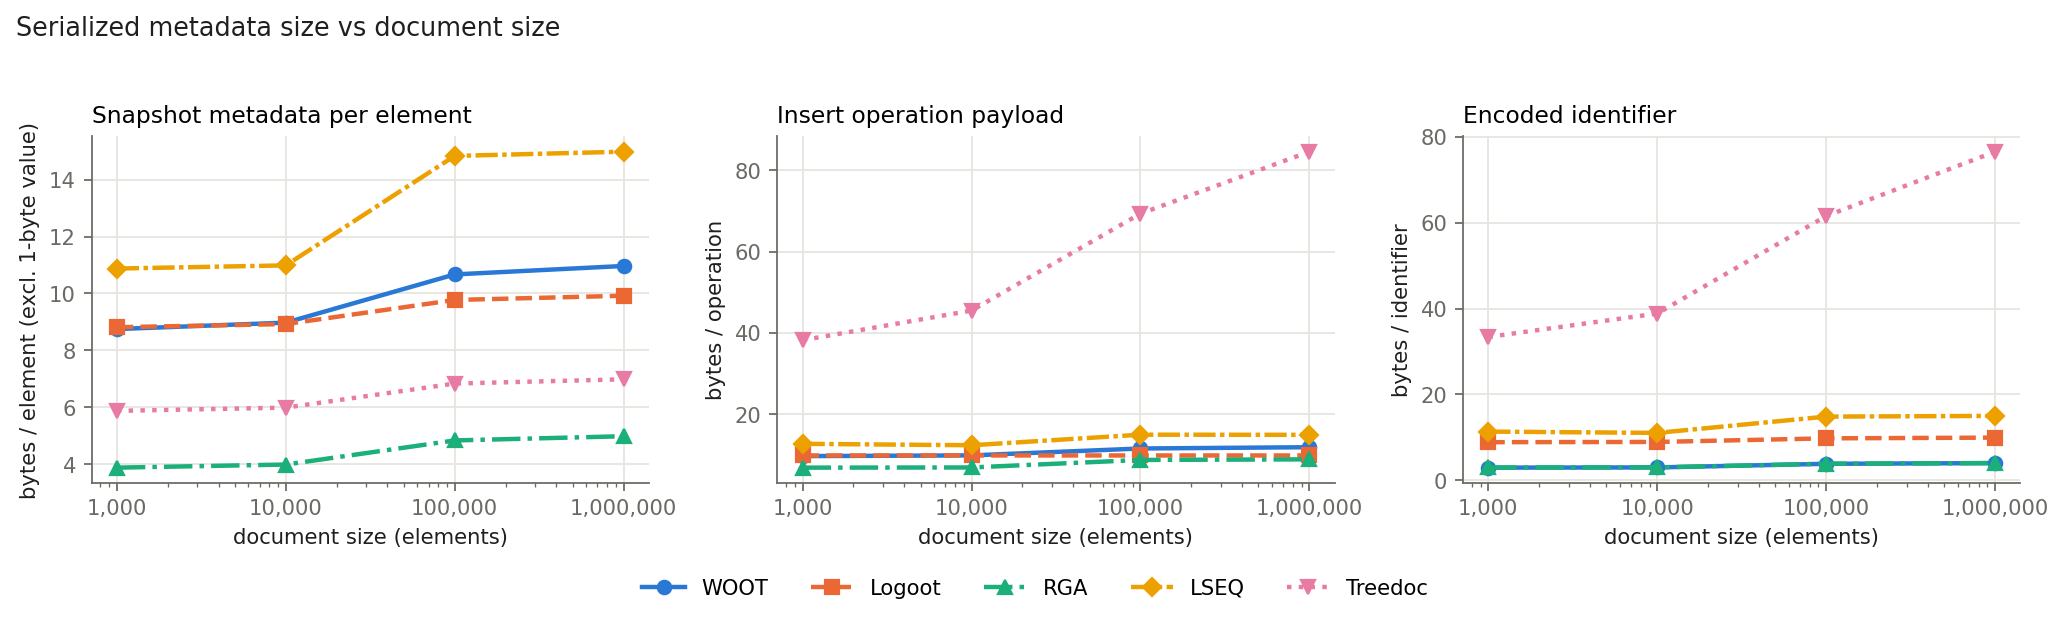 Serialized metadata size vs document size
Snapshot metadata per element
bytes / element (excl. 1-byte value)
14
12
10
8
6
4
1,000
10,000
100,000
1,000,000
document size (elements)
Insert operation payload
bytes / operation
80
60
40
20
1,000
10,000
100,000
1,000,000
document size (elements)
Encoded identifier
bytes / identifier
80
60
40
20
0
1,000
10,000
100,000
1,000,000
document size (elements)
WOOT
Logoot
RGA
LSEQ
Treedoc